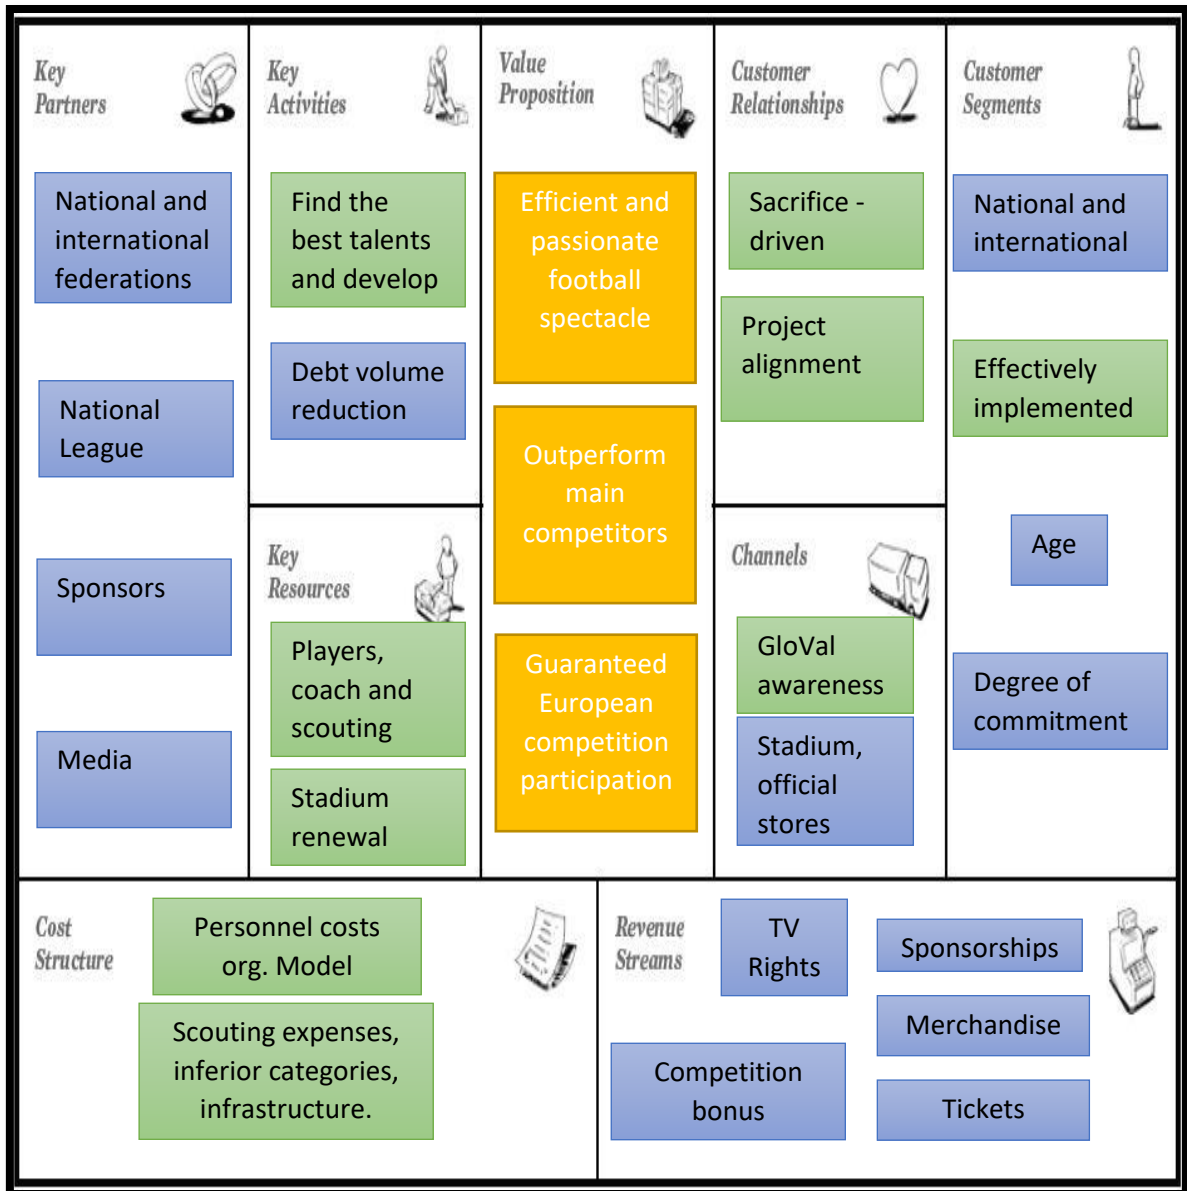 Key
Partners
National and
international
federations
National
League
Sponsors
Media
Key
Activities
Find the
best talents
and develop
Debt volume
reduction
Key
Resources
Players,
coach and
scouting
Stadium
renewal
Value
Proposition
Efficient and
passionate
football
spectacle
Outperform
main
competitors
Guaranteed
European
competition
participation
Customer
Relationships
Sacrifice -
driven
Project
alignment
Channels
GloVal
awareness
Stadium,
official
stores
Customer
Segments
National and
international
Effectively
implemented
Age
Degree of
commitment
Cost
Structure
Personnel costs
org. Model
Scouting expenses,
inferior categories,
infrastructure.
Revenue
Streams
TV
Rights
Competition
bonus
Sponsorships
Merchandise
Tickets